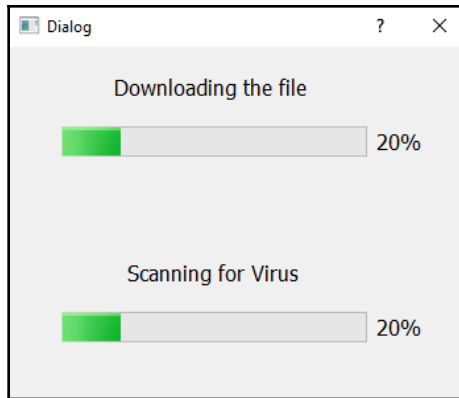 Dialog ?
Downloading the file
20%
Scanning for Virus
20%